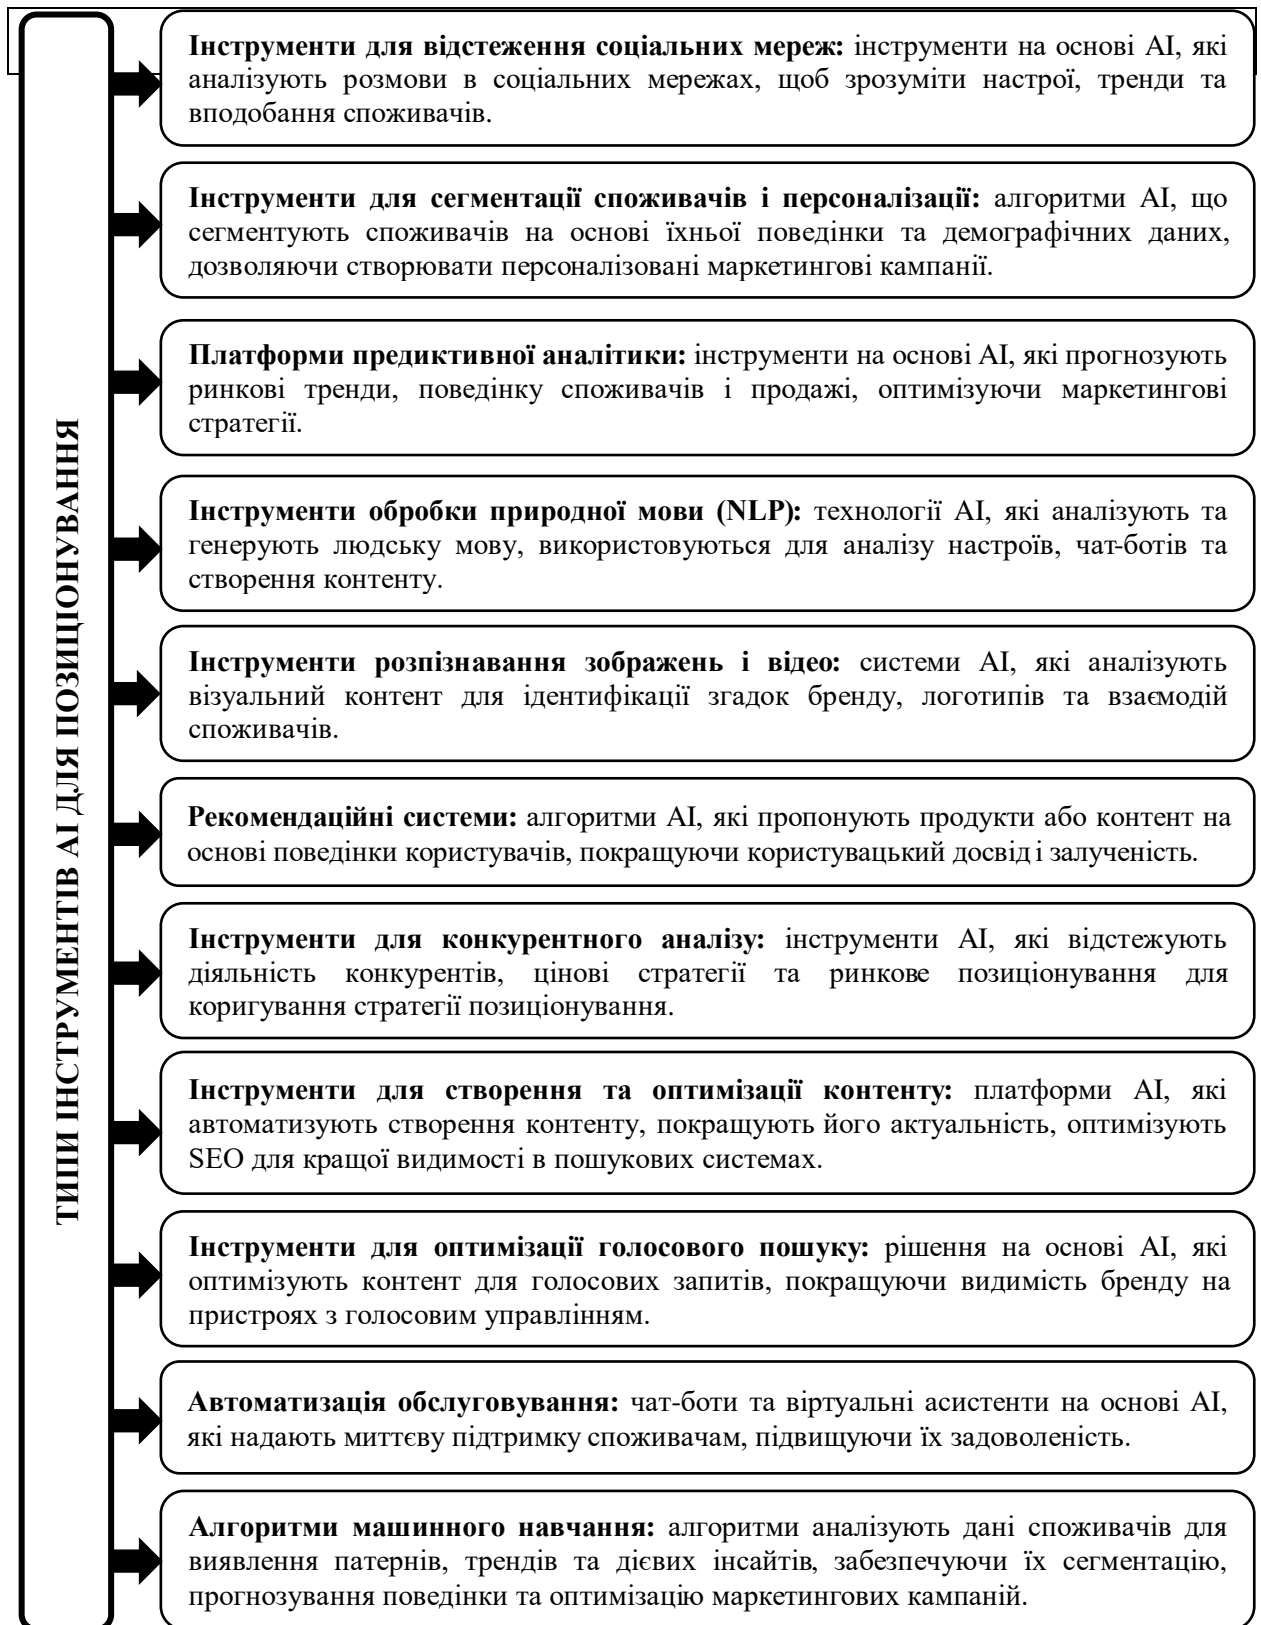 ТИПИ ІНСТРУМЕНТІВ АІ ДЛЯ ПОЗИЦІОНУВАННЯ
Інструменти для відстеження соціальних мереж: інструменти на основі АІ, які
аналізують розмови в соціальних мережах, щоб зрозуміти настрої, тренди та
вподобання споживачів.
Інструменти для сегментації споживачів і персоналізації: алгоритми АІ, що
сегментують споживачів на основі їхньої поведінки та демографічних даних,
дозволяючи створювати персоналізовані маркетингові кампанії.
Платформи предиктивної аналітики: інструменти на основі АІ, які прогнозують
ринкові тренди, поведінку споживачів і продажі, оптимізуючи маркетингові
стратегії.
Інструменти обробки природної мови (NLP): технології АІ, які аналізують та
генерують людську мову, використовуються для аналізу настроїв, чат-ботів та
створення контенту.
Інструменти розпізнавання зображень і відео: системи АІ, які аналізують
візуальний контент для ідентифікації згадок бренду, логотипів та взаємодій
споживачів.
Рекомендаційні системи: алгоритми АІ, які пропонують продукти або контент на
основі поведінки користувачів, покращуючи користувацький досвід і залученість.
Інструменти для конкурентного аналізу: інструменти АІ, які відстежують
діяльність конкурентів, цінові стратегії та ринкове позиціонування для
коригування стратегії позиціонування.
Інструменти для створення та оптимізації контенту: платформи АІ, які
автоматизують створення контенту, покращують його актуальність, оптимізують
SEO для кращої видимості в пошукових системах.
Інструменти для оптимізації голосового пошуку: рішення на основі АІ, які
оптимізують контент для голосових запитів, покращуючи видимість бренду на
пристроях з голосовим управлінням.
Автоматизація обслуговування: чат-боти та віртуальні асистенти на основі АІ,
які надають миттєву підтримку споживачам, підвищуючи їх задоволеність.
Алгоритми машинного навчання: алгоритми аналізують дані споживачів для
виявлення патернів, трендів та дієвих інсайтів, забезпечуючи їх сегментацію,
прогнозування поведінки та оптимізацію маркетингових кампаній.